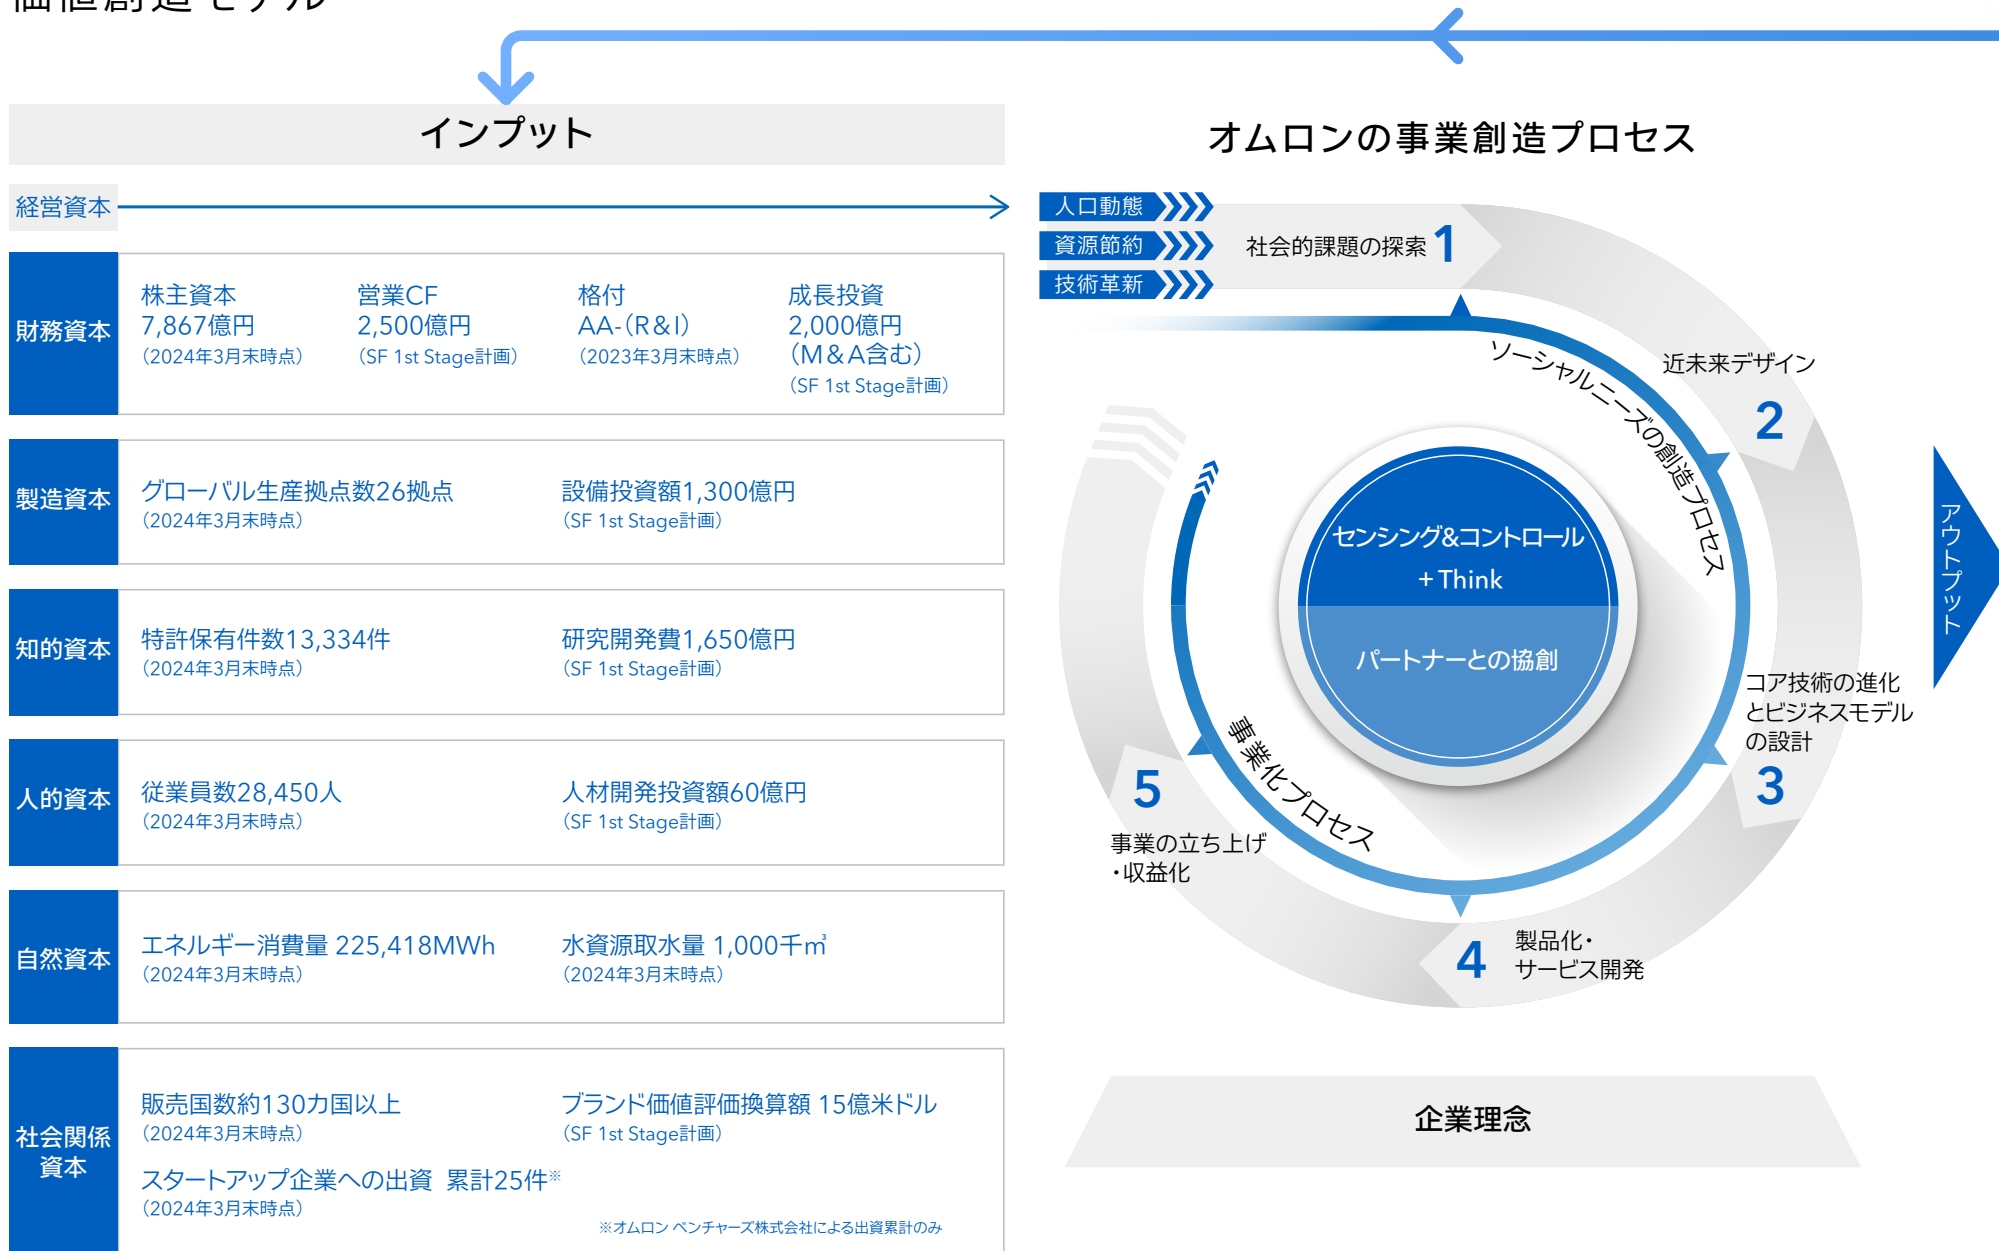 価値創造モデル
インプット
経営資本
財務資本
株主資本
7,867億円
（2024年3月末時点）
営業CF
2,500億円
（SF 1st Stage計画）
格付
AA-（R＆I）
（2023年3月末時点）
成長投資
2,000億円
（M＆A含む）
（SF 1st Stage計画）
製造資本
グローバル生産拠点数26拠点
（2024年3月末時点）
設備投資額1,300億円
（SF 1st Stage計画）
知的資本
特許保有件数13,334件
（2024年3月末時点）
研究開発費1,650億円
（SF 1st Stage計画）
人的資本
従業員数28,450人
（2024年3月末時点）
人材開発投資額60億円
（SF 1st Stage計画）
自然資本
エネルギー消費量 225,418MWh
（2024年3月末時点）
水資源取水量 1,000千㎥
（2024年3月末時点）
社会関係
資本
販売国数約130カ国以上
（2024年3月末時点）
ブランド価値評価換算額 15億米ドル
（SF 1st Stage計画）
スタートアップ企業への出資 累計25件※
（2024年3月末時点）
※オムロン ベンチャーズ株式会社による出資累計のみ
オムロンの事業創造プロセス
人口動態
資源節約
技術革新
社会的課題の探索
1
ソーシャルニーズの創造プロセス
近未来デザイン
2
センシング&コントロール
+Think
パートナーとの協創
コア技術の進化
とビジネスモデル
の設計
3
事業化プロセス
4
製品化・
サービス開発
5
事業の立ち上げ
・収益化
アウトプット
企業理念